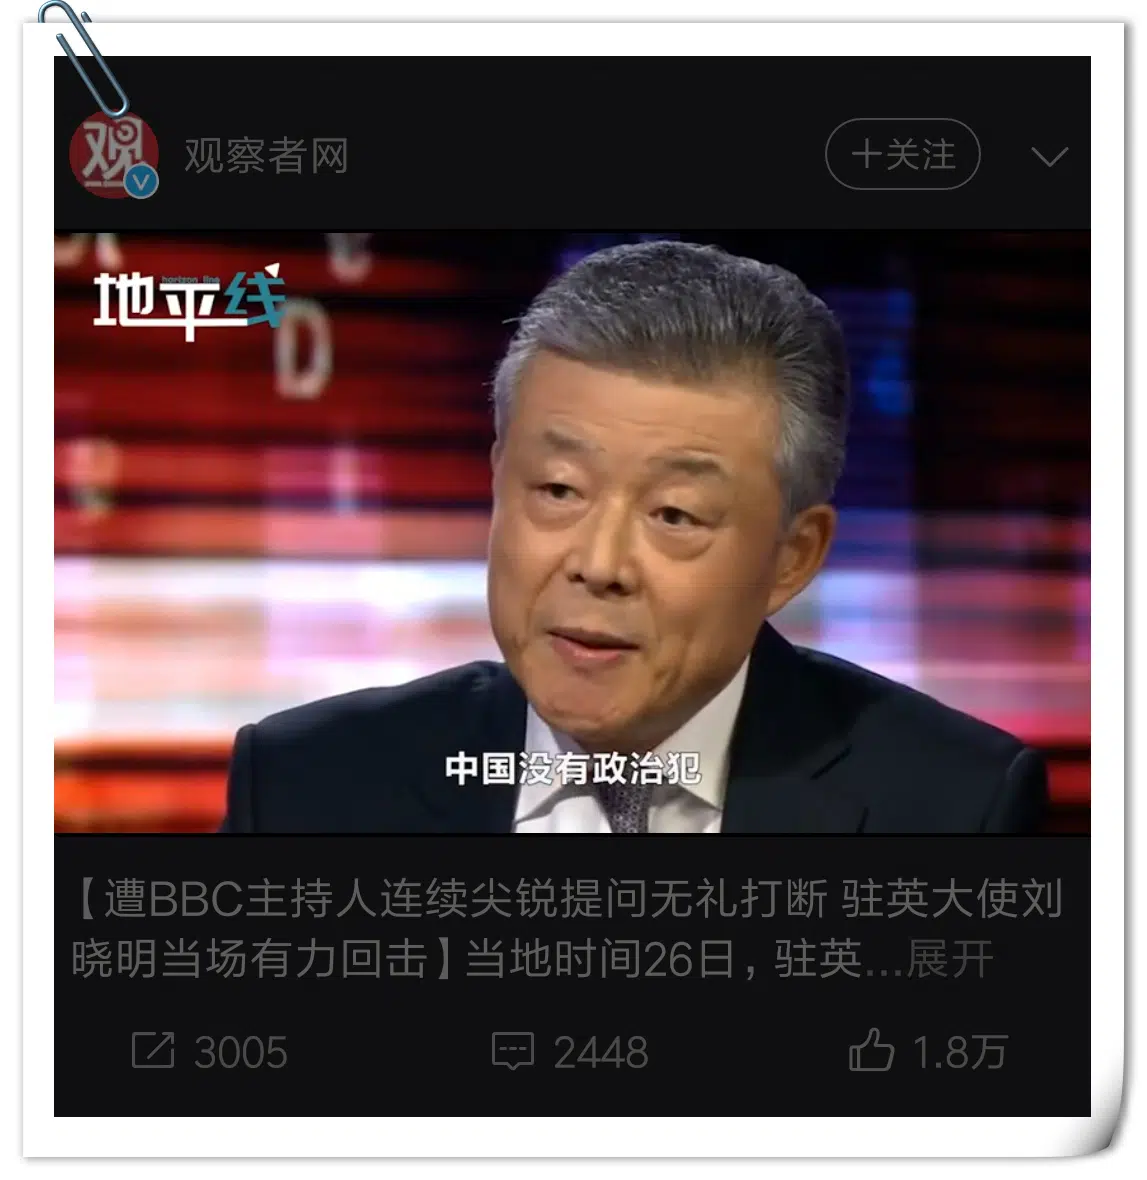 观
观察者网
+关注
horizon line
地平线
D
中国没有政治犯
【遭BBC主持人连续尖锐提问无礼打断 驻英大使刘
晓明当场有力回击】当地时间26日，驻英...展开
3005
2448
1.8万